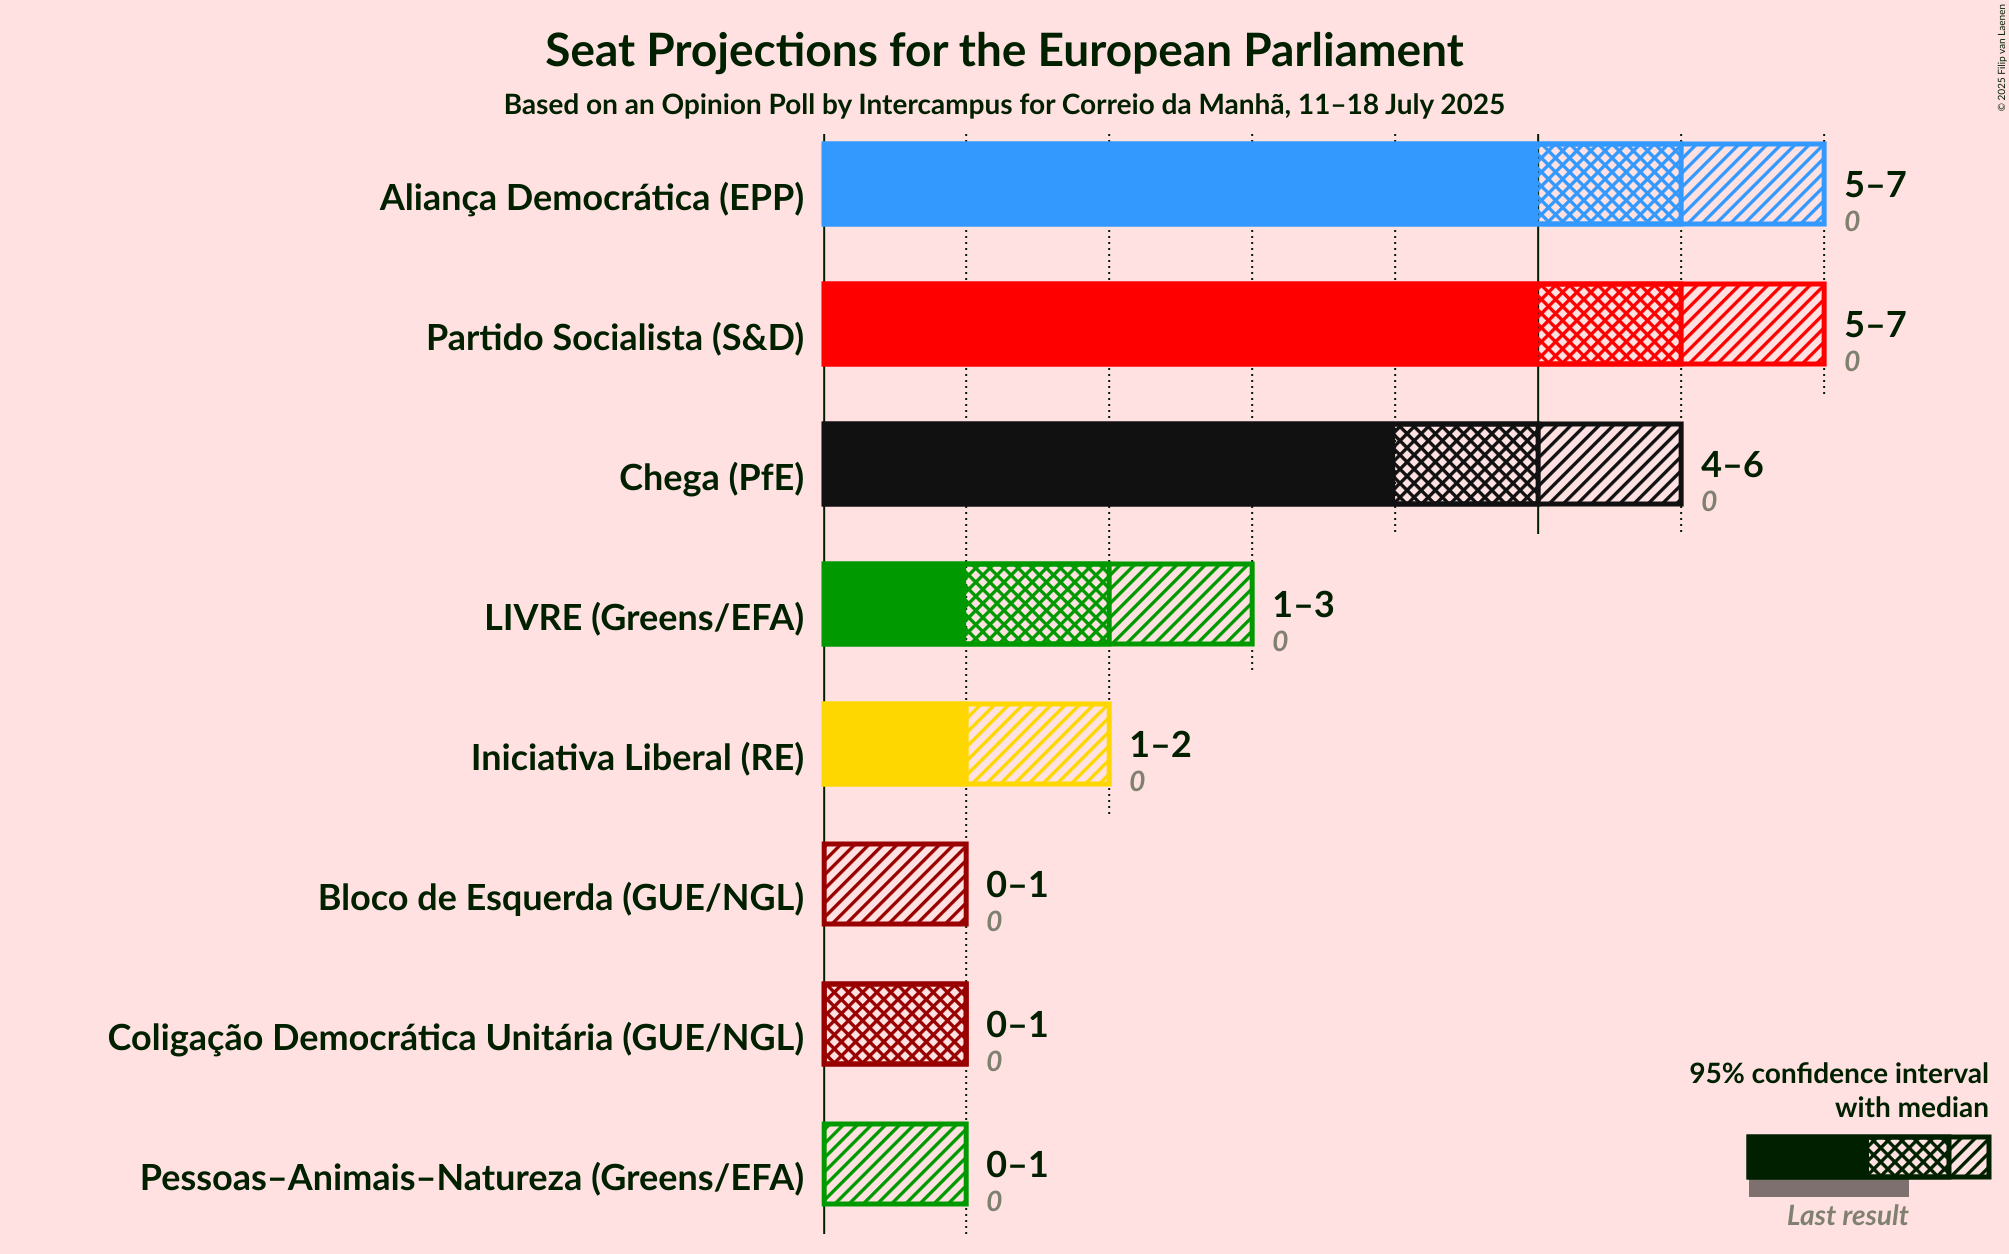 Seat Projections for the European Parliament
Based on an Opinion Poll by Intercampus for Correio da Manhã, 11–18 July 2025
© 2025 Filip van Laenen
Aliança Democrática (EPP)
5–7
0
Partido Socialista (S&D)
5–7
0
Chega (PfE)
4–6
0
LIVRE (Greens/EFA)
1–3
0
Iniciativa Liberal (RE)
1–2
0
Bloco de Esquerda (GUE/NGL)
0–1
0
Coligação Democrática Unitária (GUE/NGL)
0–1
0
Pessoas–Animais–Natureza (Greens/EFA)
0–1
0
95% confidence interval
with median
Last result